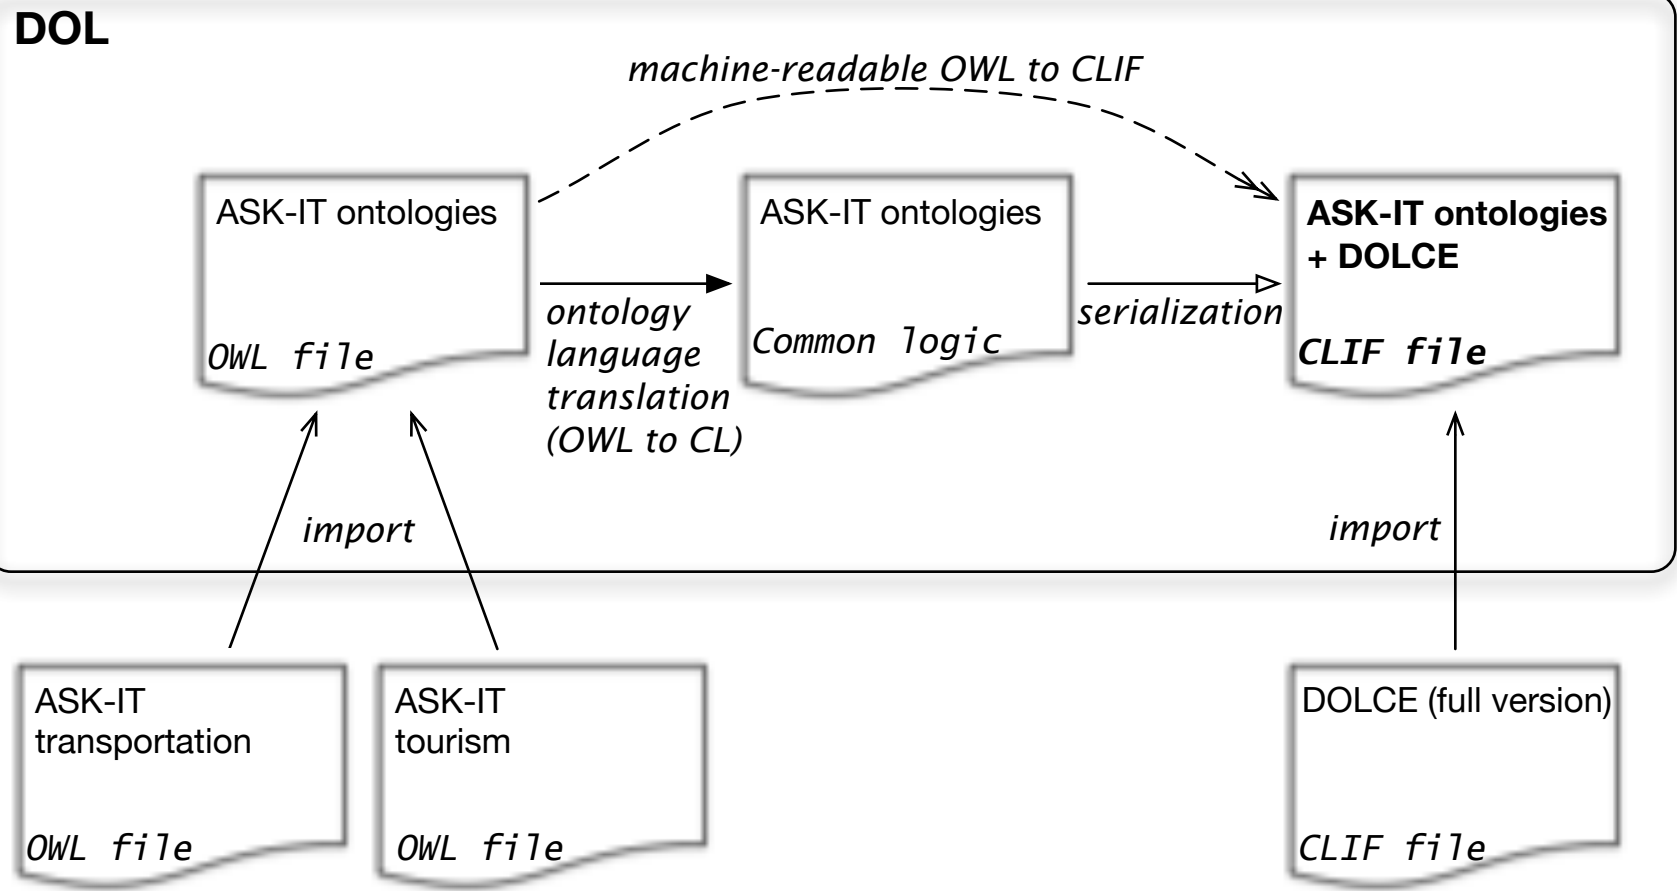 DOL
machine-readable OWL to CLIF
ASK-IT ontologies
OWL file
ontology
language
translation
(OWL to CL)
ASK-IT ontologies
Common logic
serialization
ASK-IT ontologies
+ DOLCE
CLIF file
import
import
ASK-IT
transportation
OWL file
ASK-IT
tourism
OWL file
DOLCE (full version)
CLIF file